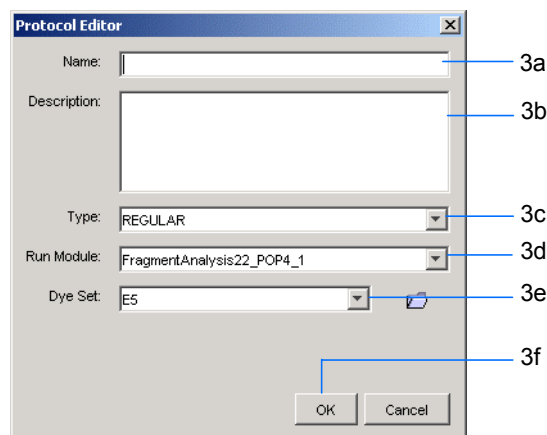 Protocol Editor
Name: 3a
Description: 3b
Type: REGULAR 3c
Run Module: FragmentAnalysis22_POP4_1 3d
Dye Set: E5 3e
3f
OK Cancel